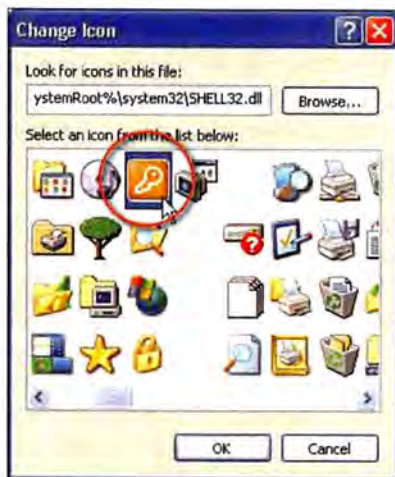 Change Icon
Look for icons in this file:
ystemRoot%\system32\SHELL32.dll
Browse...
Select an icon from the list below:
OK
Cancel